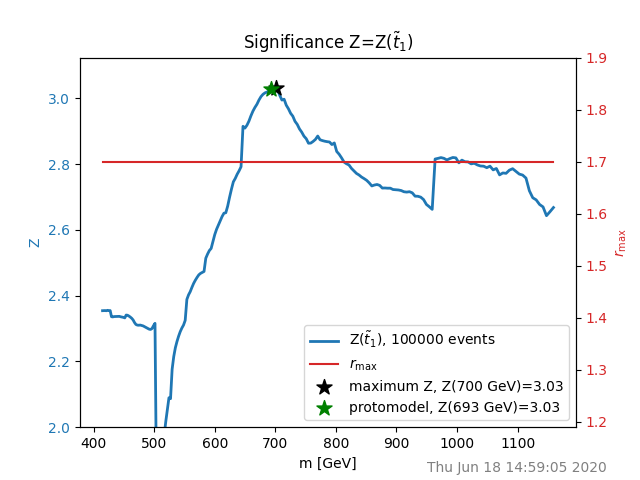 Significance Z=Z(t̃₁)
3.0
2.8
2.6
2.4
2.2
2.0
Z
1.9
1.8
1.7
1.6
1.5
1.4
1.3
1.2
r_max
Z(t̃₁), 100000 events
r_max
maximum Z, Z(700 GeV)=3.03
protomodel, Z(693 GeV)=3.03
400 500 600 700 800 900 1000 1100
m [GeV]
Thu Jun 18 14:59:05 2020